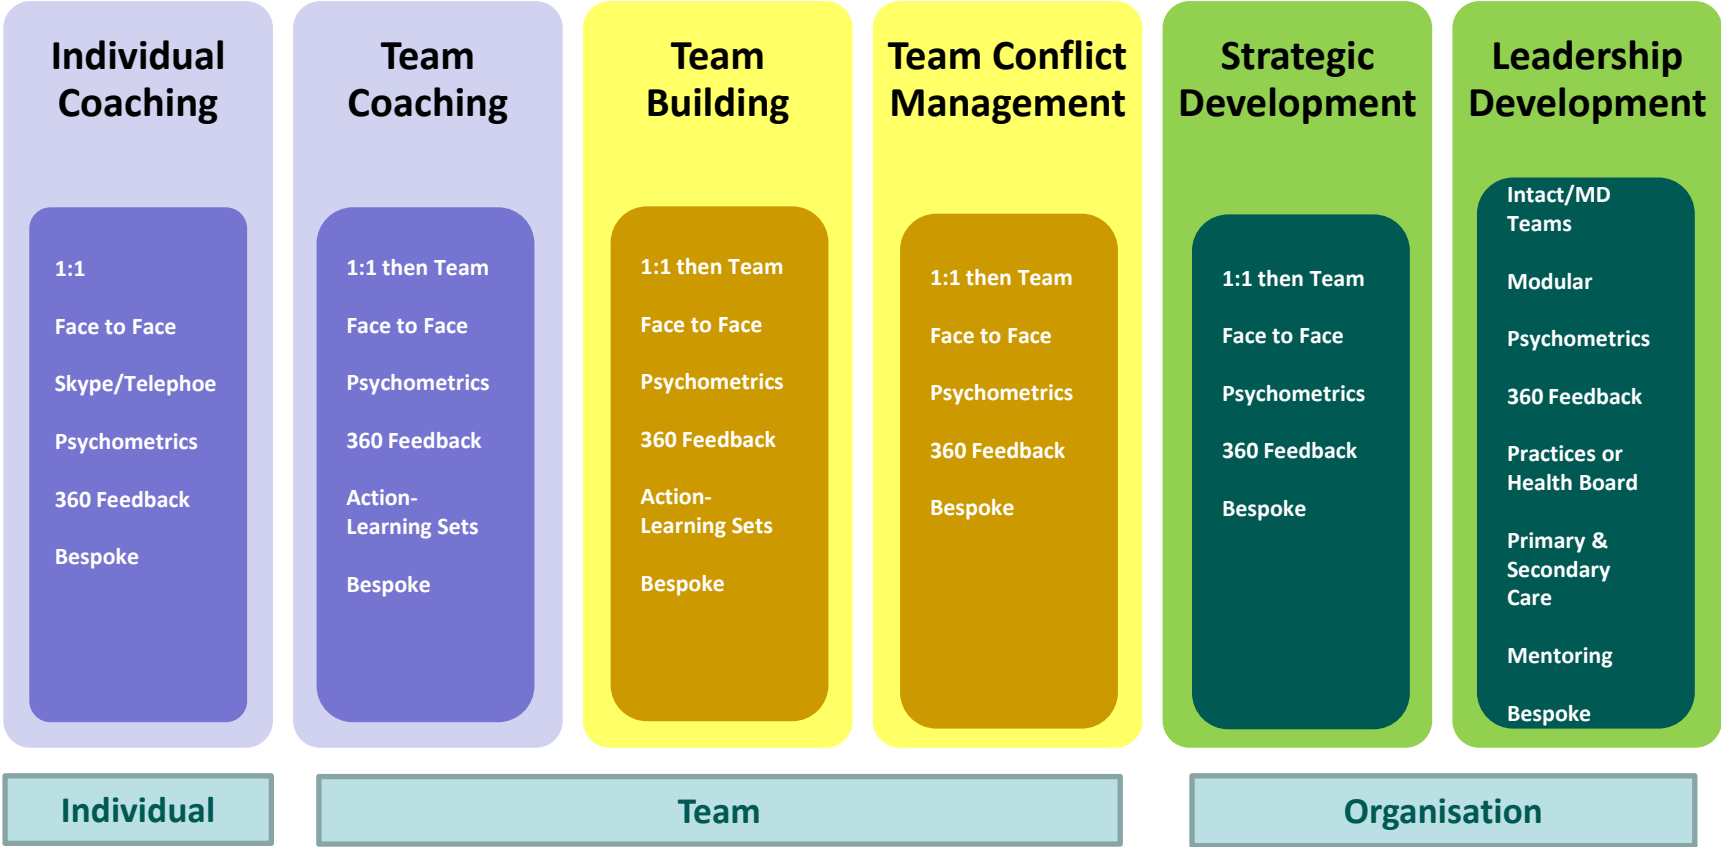 Individual
Coaching
1:1
Face to Face
Skype/Telephoe
Psychometrics
360 Feedback
Bespoke
Team
Coaching
1:1 then Team
Face to Face
Psychometrics
360 Feedback
Action-
Learning Sets
Bespoke
Team
Building
1:1 then Team
Face to Face
Psychometrics
360 Feedback
Action-
Learning Sets
Bespoke
Team Conflict
Management
1:1 then Team
Face to Face
Psychometrics
360 Feedback
Bespoke
Strategic
Development
1:1 then Team
Face to Face
Psychometrics
360 Feedback
Bespoke
Leadership
Development
Intact/MD
Teams
Modular
Psychometrics
360 Feedback
Practices or
Health Board
Primary &
Secondary
Care
Mentoring
Bespoke
Individual
Team
Organisation